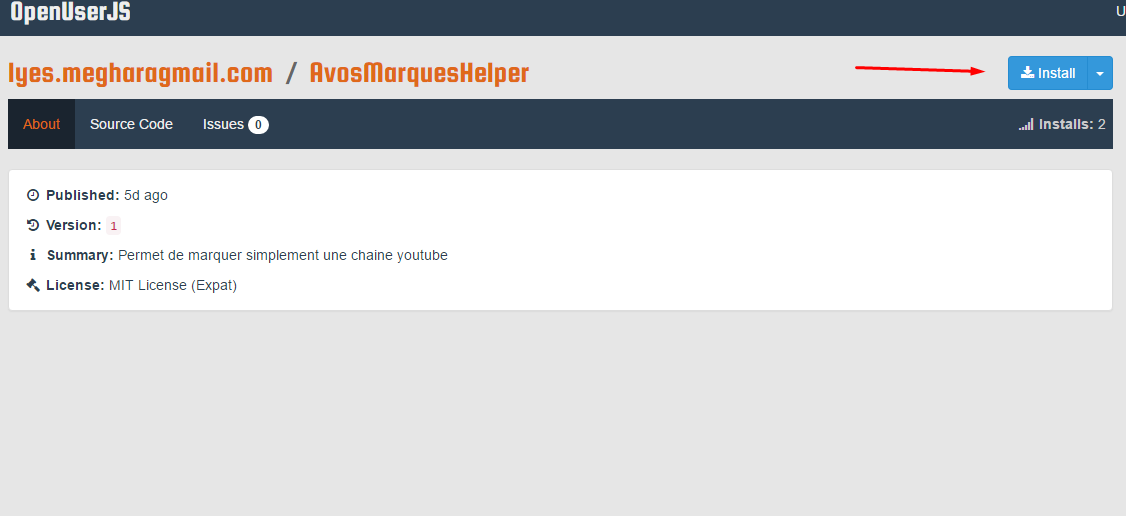 OpenUserJS U
lyes.megharagmail.com / AvosMarquesHelper Install
About Source Code Issues 0 Installs: 2
Published: 5d ago
Version: 1
Summary: Permet de marquer simplement une chaine youtube
License: MIT License (Expat)